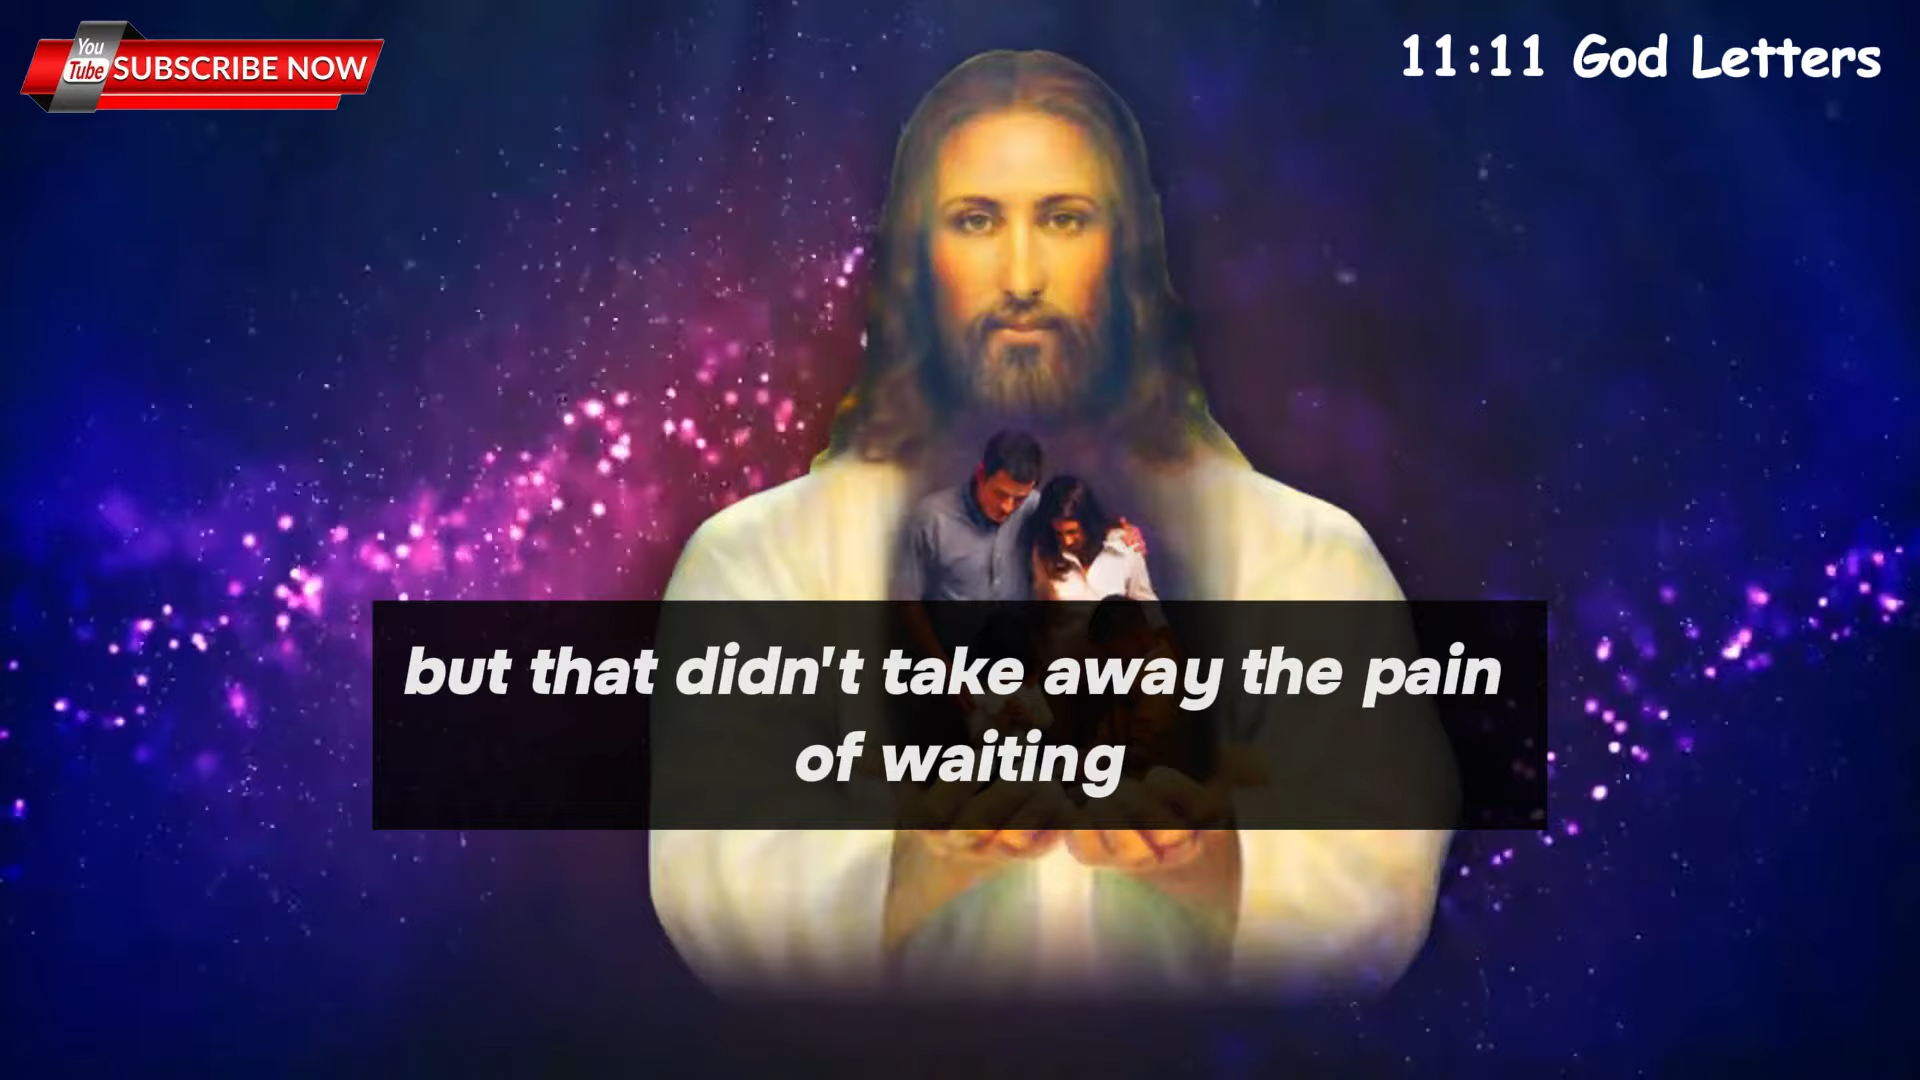 You
Tube
SUBSCRIBE NOW
11:11 God Letters
but that didn't take away the pain
of waiting